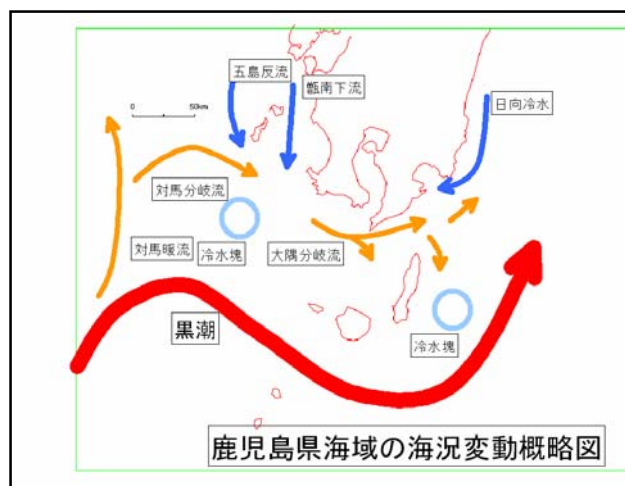 五島反流
甑南下流
日向冷水
0 50km
対馬分岐流
対馬暖流
冷水塊
大隅分岐流
黒潮
冷水塊
鹿児島県海域の海況変動概略図